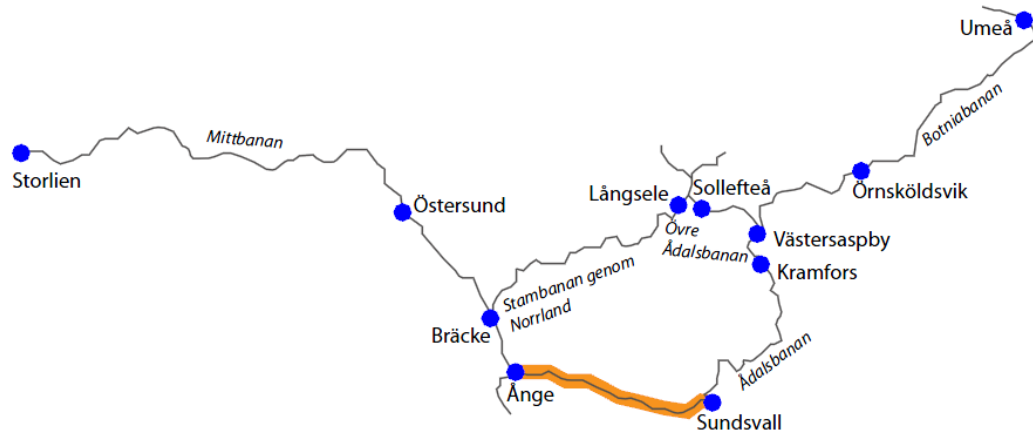 Umeå
Botniabanan
Mittbanan
Storlien
Östersund
Långsele
Sollefteå
Örnsköldsvik
Övre
Ådalsbanan
Västersaspby
Kramfors
Stambanan genom
Norrland
Bräcke
Ådalsbanan
Ånge
Sundsvall